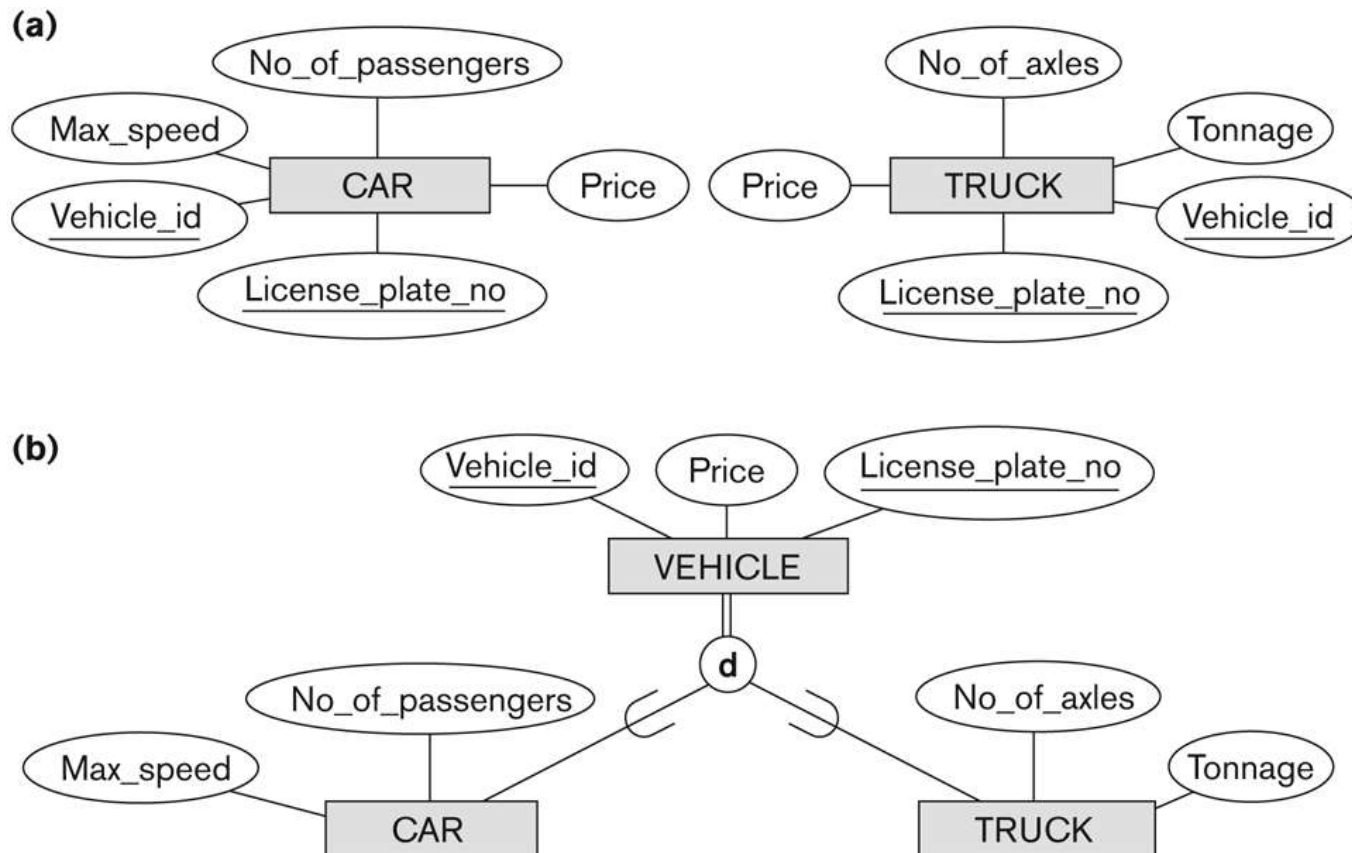 (a)
No_of_passengers
No_of_axles
Max_speed
Tonnage
CAR
Price
Price
TRUCK
Vehicle_id
Vehicle_id
License_plate_no
License_plate_no
(b)
Vehicle_id
Price
License_plate_no
VEHICLE
d
No_of_passengers
No_of_axles
Max_speed
Tonnage
CAR
TRUCK